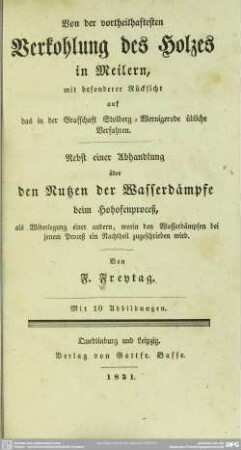 Von der vortheilhaftesten
Verkohlung des Holzes
in Meilern,
mit besonderer Rücksicht
auf
das in der Grafschaft Stolberg-Wernigerode übliche
Verfahren.
Nebst einer Abhandlung
über
den Nutzen der Wasserdämpfe
beim Hohofenproceß,
als Widerlegung einer andern, worin den Wasserdämpfen bei
jenem Proceß ein Nachtheil zugeschrieben wird.
Von
F. Freytag.
Mit 10 Abbildungen.
Quedlinburg und Leipzig.
Verlag von Gottfr. Basse.
1831.